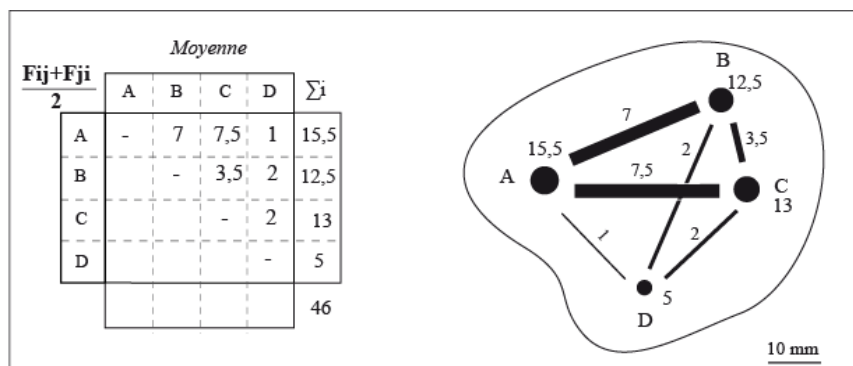 Moyenne
Fij+Fji
2
A B C D ∑i
A - 7 7,5 1 15,5
B - 3,5 2 12,5
C - 2 13
D - 5
46
B
12,5
7
3,5
2
15,5
7,5
A
C
13
1
2
5
D
10 mm